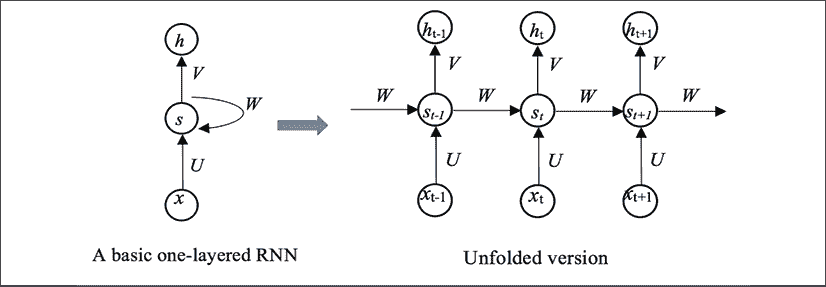 h
V
W
s
U
x
A basic one-layered RNN
h_{t-1} h_t h_{t+1}
V V V
W W W W
s_{t-1} s_t s_{t+1}
U U U
x_{t-1} x_t x_{t+1}
Unfolded version